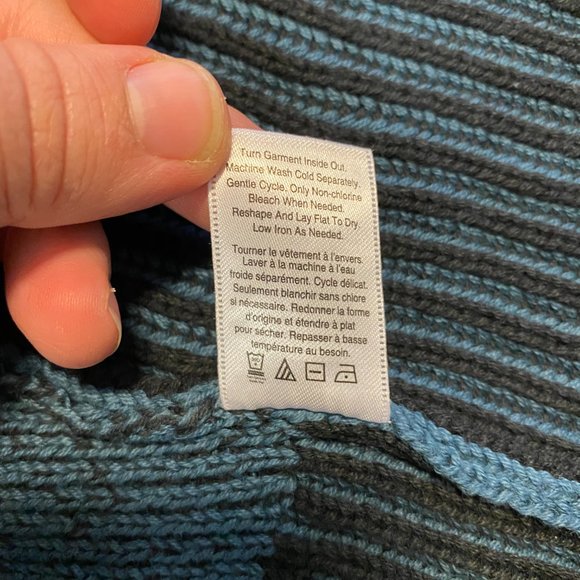 Turn Garment Inside Out,
Machine Wash Cold Separately.
Gentle Cycle, Only Non-chlorine
Bleach When Needed.
Reshape And Lay Flat To Dry
Low Iron As Needed.
Tourner le vêtement à l'envers.
Laver à la machine à l'eau
froide séparément. Cycle délicat.
Seulement blanchir sans chlore
si nécessaire. Redonner la forme
d'origine et étendre à plat
pour sécher. Repasser à basse
température au besoin.